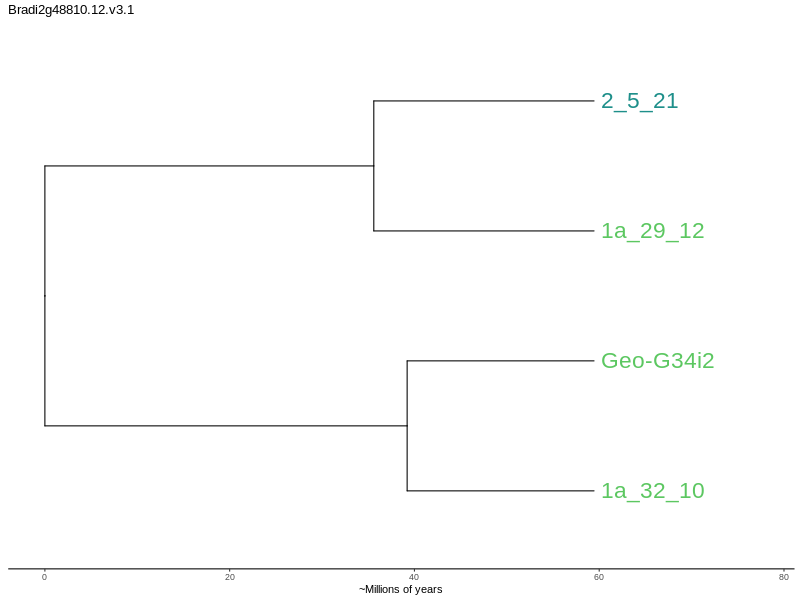 Bradi2g48810.12.v3.1
2_5_21
1a_29_12
Geo-G34i2
1a_32_10
0 20 40 60 80
~Millions of years